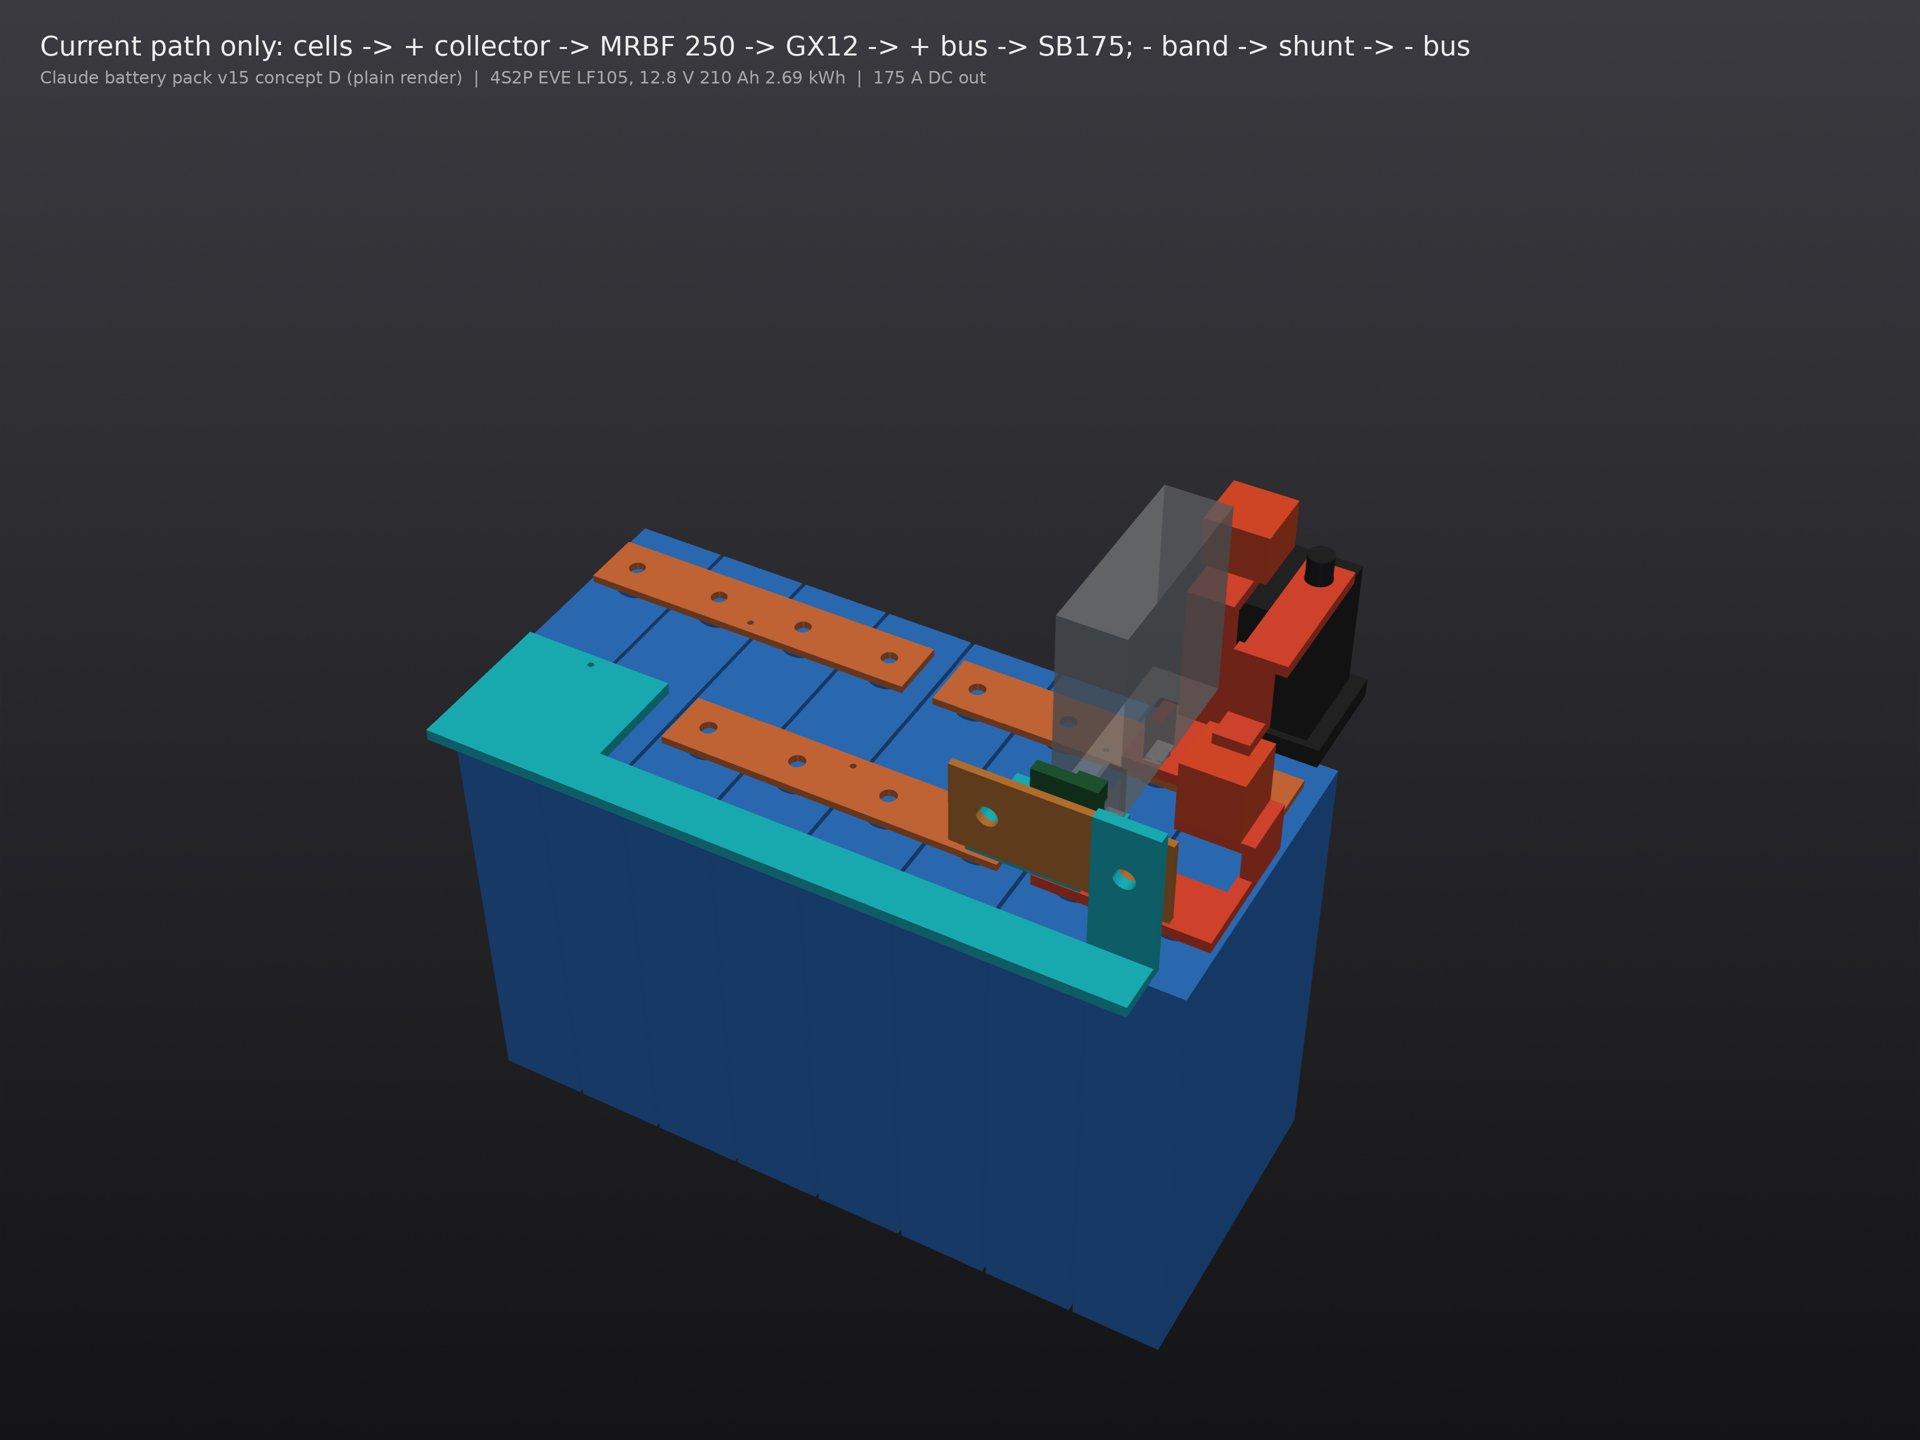 Current path only: cells -> + collector -> MRBF 250 -> GX12 -> + bus -> SB175; - band -> shunt -> - bus
Claude battery pack v15 concept D (plain render)  |  4S2P EVE LF105, 12.8 V 210 Ah 2.69 kWh  |  175 A DC out